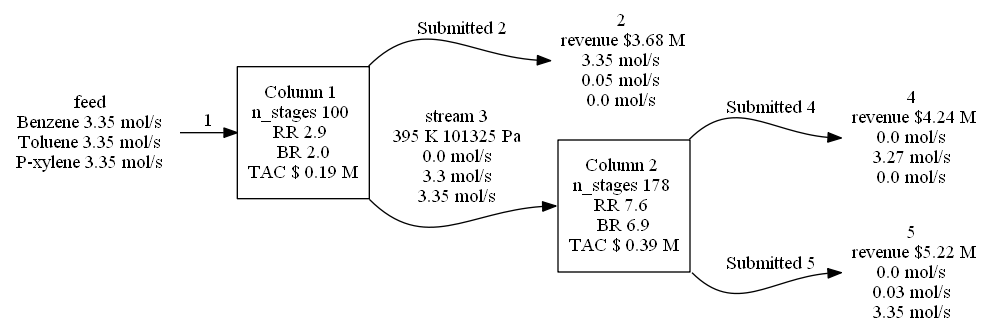 feed
Benzene 3.35 mol/s
Toluene 3.35 mol/s
P-xylene 3.35 mol/s
1
Column 1
n_stages 100
RR 2.9
BR 2.0
TAC $ 0.19 M
Submitted 2
2
revenue $3.68 M
3.35 mol/s
0.05 mol/s
0.0 mol/s
stream 3
395 K 101325 Pa
0.0 mol/s
3.3 mol/s
3.35 mol/s
Column 2
n_stages 178
RR 7.6
BR 6.9
TAC $ 0.39 M
Submitted 4
4
revenue $4.24 M
0.0 mol/s
3.27 mol/s
0.0 mol/s
Submitted 5
5
revenue $5.22 M
0.0 mol/s
0.03 mol/s
3.35 mol/s